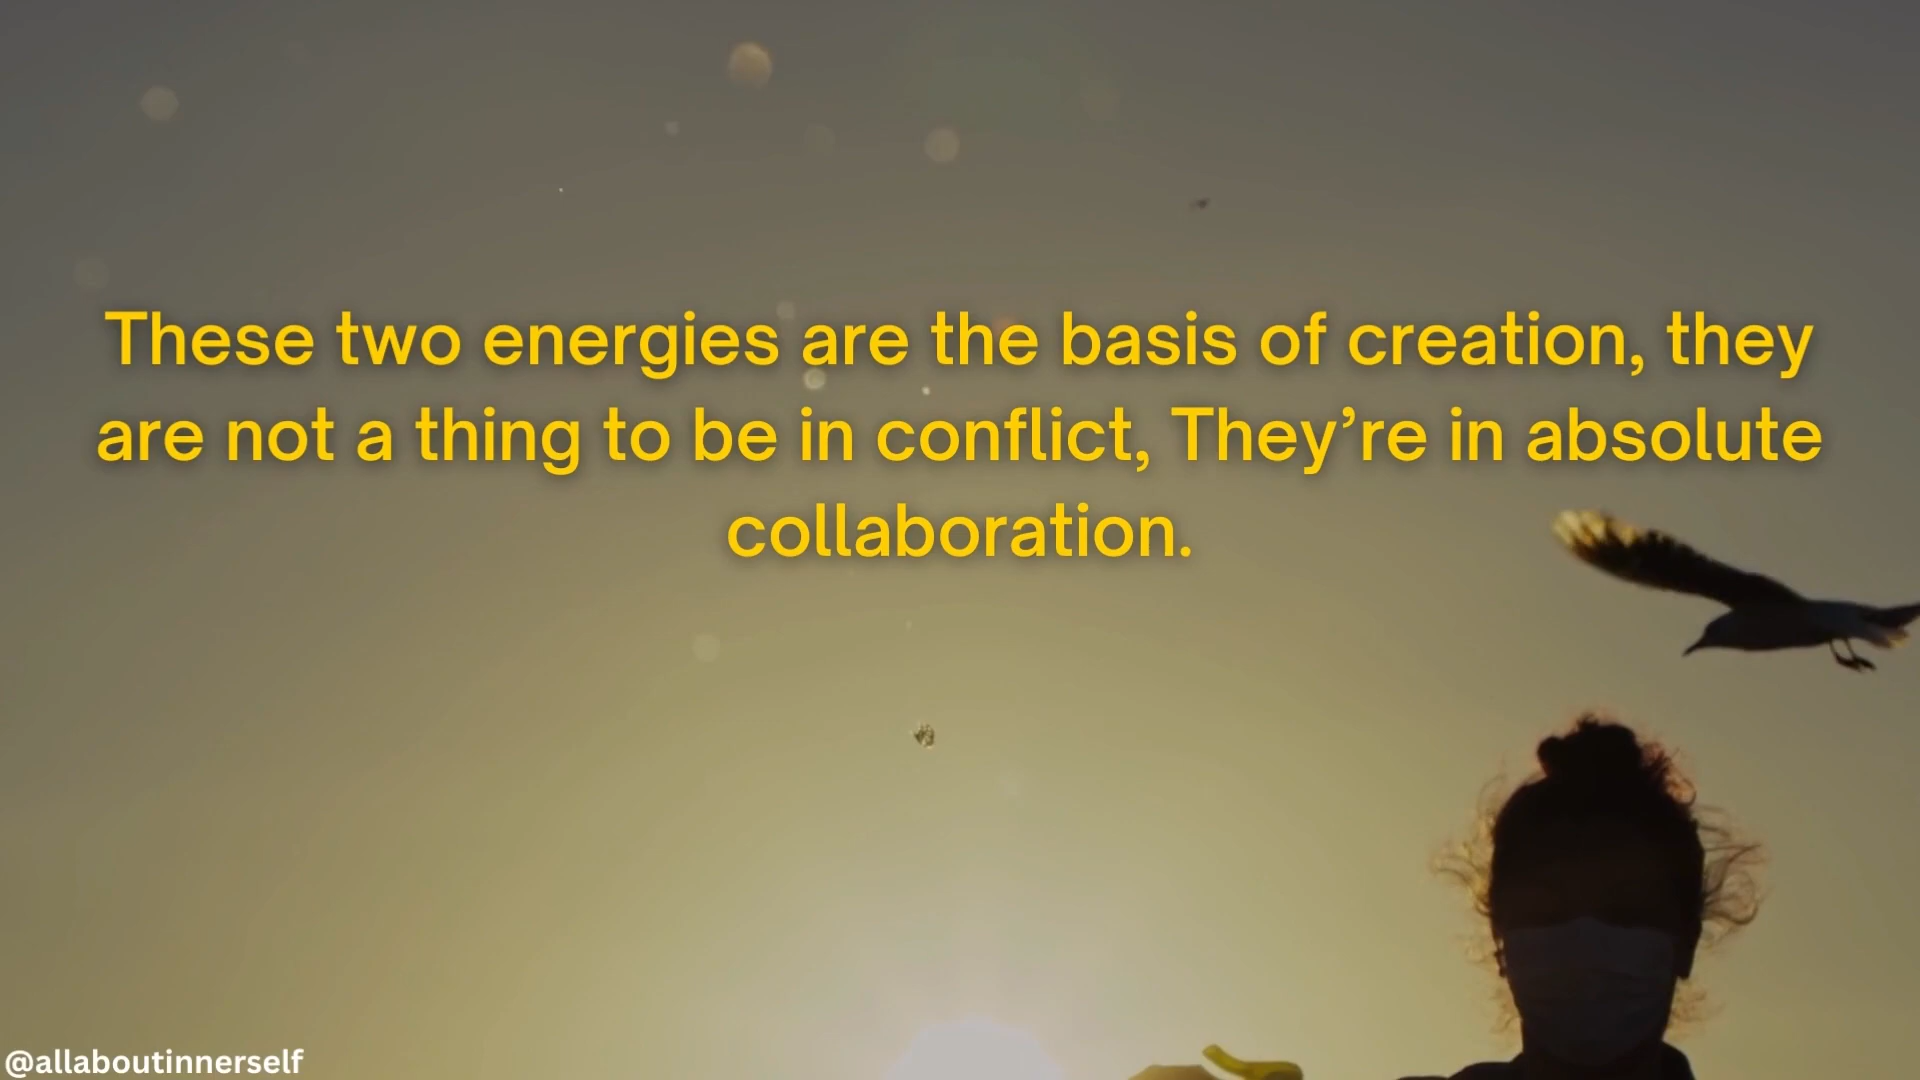 These two energies are the basis of creation, they
are not a thing to be in conflict, They’re in absolute
collaboration.
@allaboutinnerself